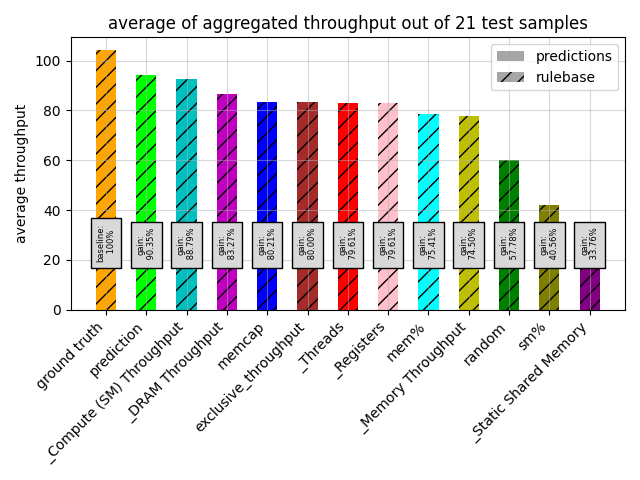 average of aggregated throughput out of 21 test samples
predictions
rulebase
average throughput
100
80
60
40
20
0
baseline:
100%
gain:
90.35%
gain:
88.79%
gain:
83.27%
gain:
80.21%
gain:
80.00%
gain:
79.61%
gain:
79.61%
gain:
75.41%
gain:
74.50%
gain:
57.78%
gain:
40.56%
gain:
33.76%
ground truth
prediction
_Compute (SM) Throughput
_DRAM Throughput
memcap
exclusive_throughput
_Threads
_Registers
mem%
_Memory Throughput
random
sm%
_Static Shared Memory